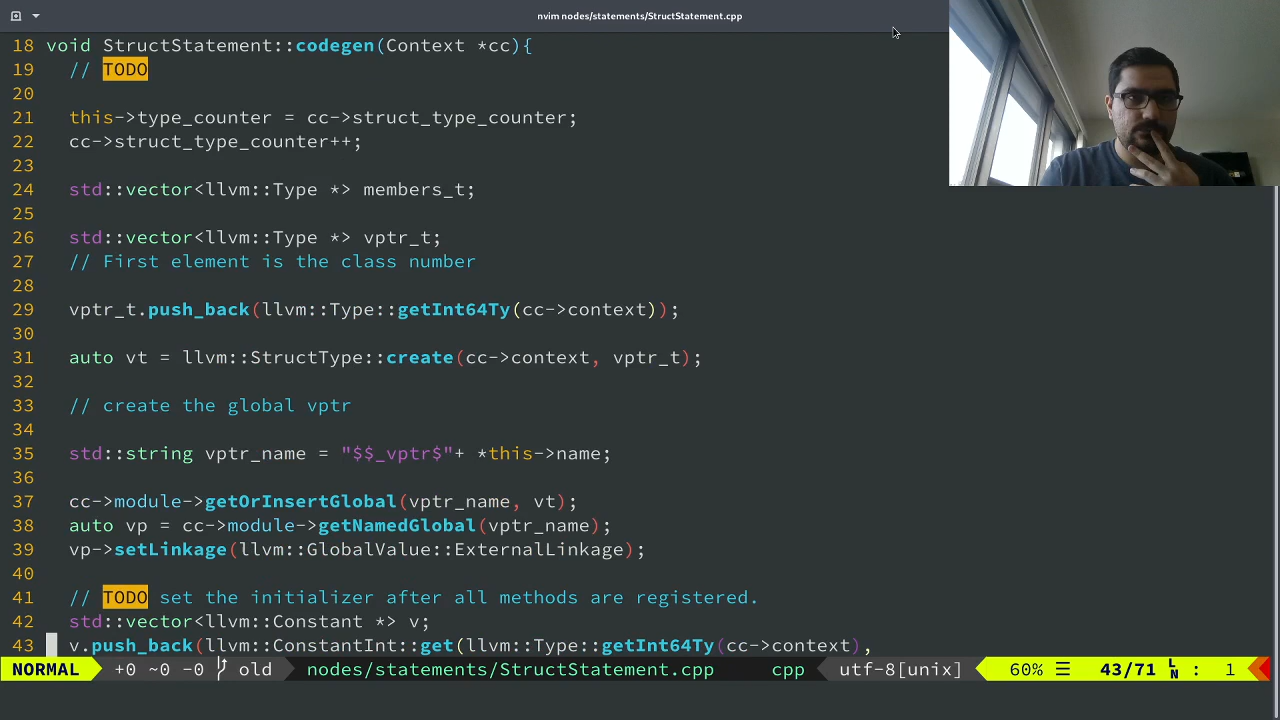 nvim nodes/statements/StructStatement.cpp
18 void StructStatement::codegen(Context *cc){
19 // TODO
20
21 this->type_counter = cc->struct_type_counter;
22 cc->struct_type_counter++;
23
24 std::vector<llvm::Type *> members_t;
25
26 std::vector<llvm::Type *> vptr_t;
27 // First element is the class number
28
29 vptr_t.push_back(llvm::Type::getInt64Ty(cc->context));
30
31 auto vt = llvm::StructType::create(cc->context, vptr_t);
32
33 // create the global vptr
34
35 std::string vptr_name = "$$_vptr$"+ *this->name;
36
37 cc->module->getOrInsertGlobal(vptr_name, vt);
38 auto vp = cc->module->getNamedGlobal(vptr_name);
39 vp->setLinkage(llvm::GlobalValue::ExternalLinkage);
40
41 // TODO set the initializer after all methods are registered.
42 std::vector<llvm::Constant *> v;
43 v.push_back(llvm::ConstantInt::get(llvm::Type::getInt64Ty(cc->context),
NORMAL +0 ~0 -0 old nodes/statements/StructStatement.cpp cpp utf-8[unix] 60% ☰ 43/71 LN : 1